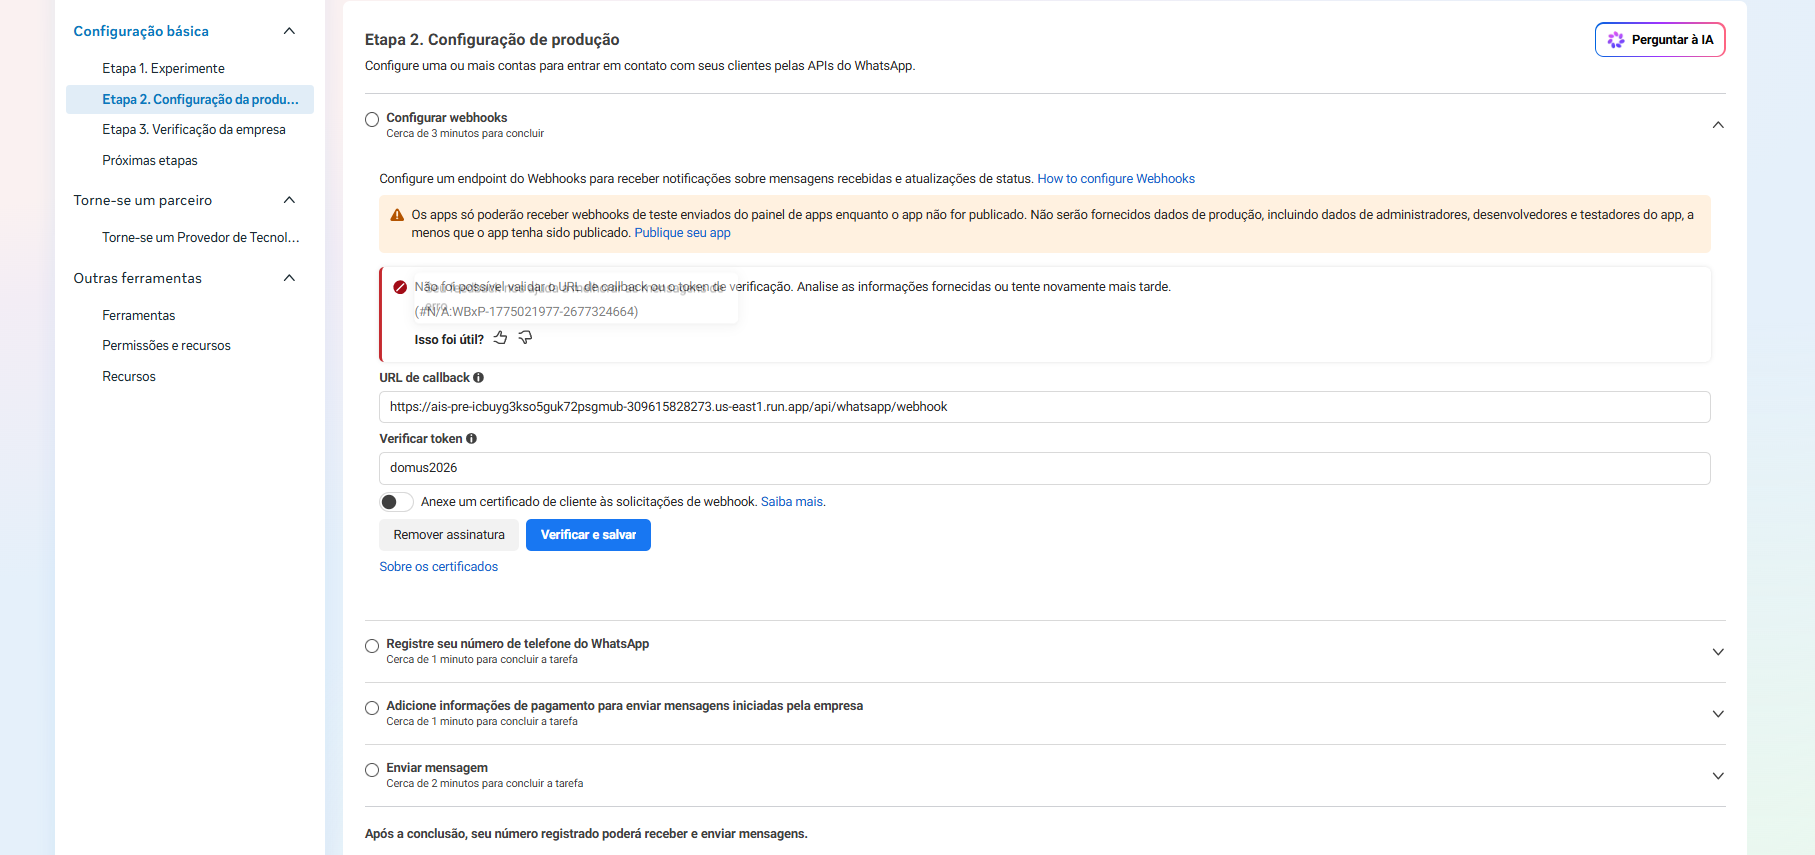 Configuração básica
Etapa 1. Experimente
Etapa 2. Configuração da produ...
Etapa 3. Verificação da empresa
Próximas etapas
Torne-se um parceiro
Torne-se um Provedor de Tecnol...
Outras ferramentas
Ferramentas
Permissões e recursos
Recursos
Etapa 2. Configuração de produção
Perguntar à IA
Configure uma ou mais contas para entrar em contato com seus clientes pelas APIs do WhatsApp.
Configurar webhooks
Cerca de 3 minutos para concluir
Configure um endpoint do Webhooks para receber notificações sobre mensagens recebidas e atualizações de status. How to configure Webhooks
Os apps só poderão receber webhooks de teste enviados do painel de apps enquanto o app não for publicado. Não serão fornecidos dados de produção, incluindo dados de administradores, desenvolvedores e testadores do app, a
menos que o app tenha sido publicado. Publique seu app
Não foi possível validar a URL de callback ou o token de verificação. Analise as informações fornecidas ou tente novamente mais tarde.
(#N/A:WBxP-1775021977-2677324664)
Isso foi útil?
URL de callback
https://ais-pre-icbuyg3kso5guk72psgmub-309615828273.us-east1.run.app/api/whatsapp/webhook
Verificar token
domus2026
Anexe um certificado de cliente às solicitações de webhook. Saiba mais.
Remover assinatura
Verificar e salvar
Sobre os certificados
Registre seu número de telefone do WhatsApp
Cerca de 1 minuto para concluir a tarefa
Adicione informações de pagamento para enviar mensagens iniciadas pela empresa
Cerca de 1 minuto para concluir a tarefa
Enviar mensagem
Cerca de 2 minutos para concluir a tarefa
Após a conclusão, seu número registrado poderá receber e enviar mensagens.